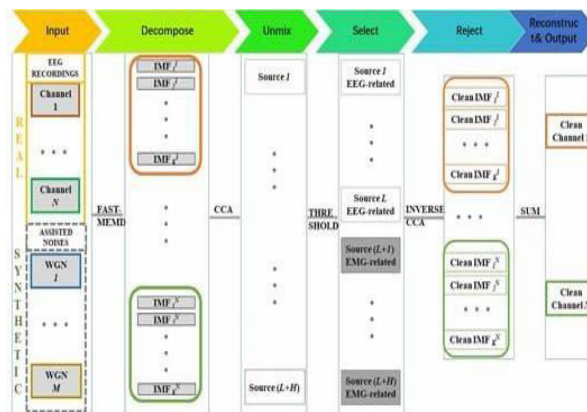 Input
Decompose
Unmix
Select
Reject
Reconstruc
t& Output
EEG
RECORDINGS
Channel
1
Channel
N
ASSISTED
NOISES
WGN
1
WGN
M
REAL
SYNTHETIC
FAST-
MEMD
IMF
IMF
IMF
IMF
IMF
IMF
CCA
Source 1
Source (L+H)
THRE
SHOLD
Source 1
EEG-related
Source L
EEG-related
Source (L+1)
EMG-related
Source (L+H)
EMG-related
INVERSE
CCA
Clean IMF
Clean IMF
Clean IMF
Clean IMF
Clean IMF
Clean IMF
SUM
Clean
Channel
Clean
Channel